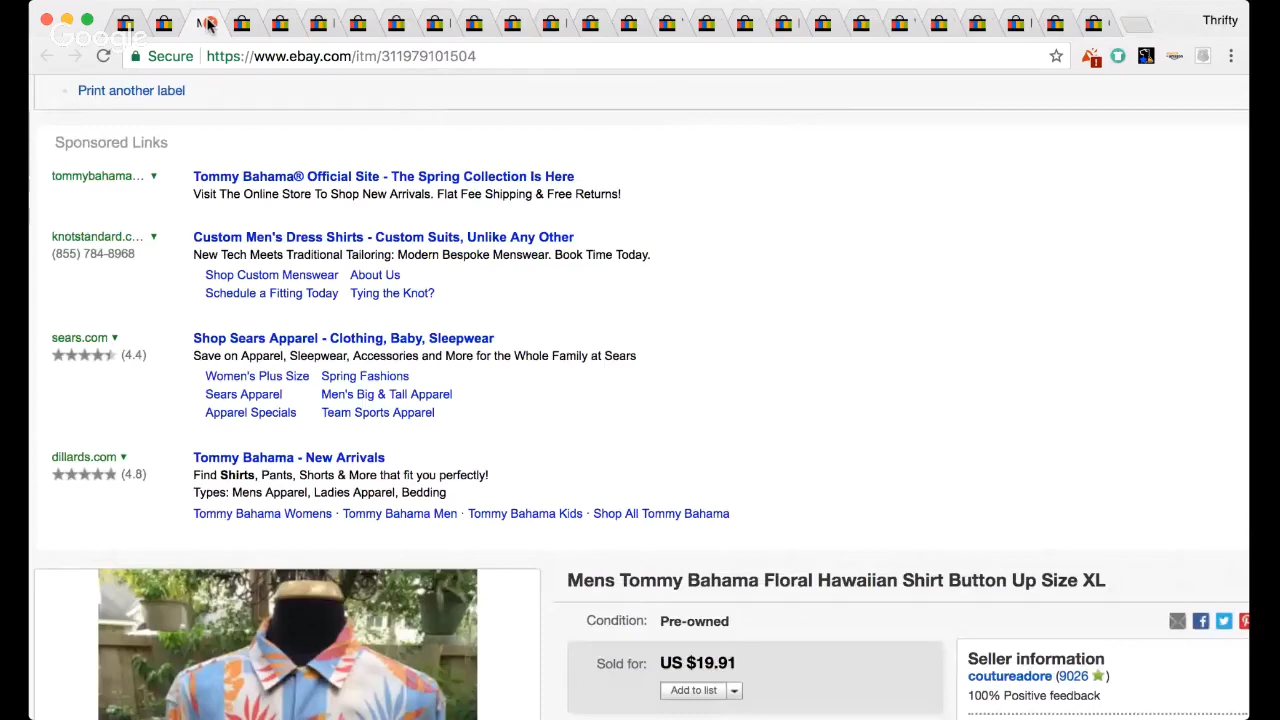 Thrifty
Google
Secure https://www.ebay.com/itm/311979101504
Print another label
Sponsored Links
tommybahama... ▼ Tommy Bahama® Official Site - The Spring Collection Is Here
Visit The Online Store To Shop New Arrivals. Flat Fee Shipping & Free Returns!
knotstandard.c... ▼ Custom Men's Dress Shirts - Custom Suits, Unlike Any Other
(855) 784-8968 New Tech Meets Traditional Tailoring: Modern Bespoke Menswear. Book Time Today.
Shop Custom Menswear About Us
Schedule a Fitting Today Tying the Knot?
sears.com ▼ Shop Sears Apparel - Clothing, Baby, Sleepwear
(4.4) Save on Apparel, Sleepwear, Accessories and More for the Whole Family at Sears
Women's Plus Size Spring Fashions
Sears Apparel Men's Big & Tall Apparel
Apparel Specials Team Sports Apparel
dillards.com ▼ Tommy Bahama - New Arrivals
(4.8) Find Shirts, Pants, Shorts & More that fit you perfectly!
Types: Mens Apparel, Ladies Apparel, Bedding
Tommy Bahama Womens · Tommy Bahama Men · Tommy Bahama Kids · Shop All Tommy Bahama
Mens Tommy Bahama Floral Hawaiian Shirt Button Up Size XL
Condition: Pre-owned
Sold for: US $19.91
Add to list
Seller information
coutureadore (9026)
100% Positive feedback